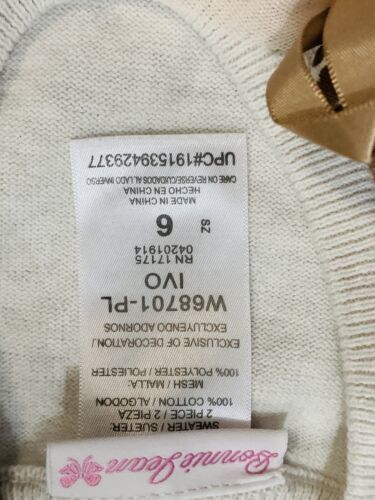 Bonnie Jean
SWEATER/ SUETER:
2 PIECE / 2 PIEZA
100% COTTON / ALGODON
MESH / MALLA:
100% POLYESTER / POLIESTER
EXCLUSIVE OF DECORATION./
EXCLUYENDO ADORNOS
W68701-PL
IVO
RN 17175
04201914
SZ 6
MADE IN CHINA
HECHO EN CHINA
CARE ON REVERSE/CUIDADOS AL LADO INVERSO
UPC#191539429377